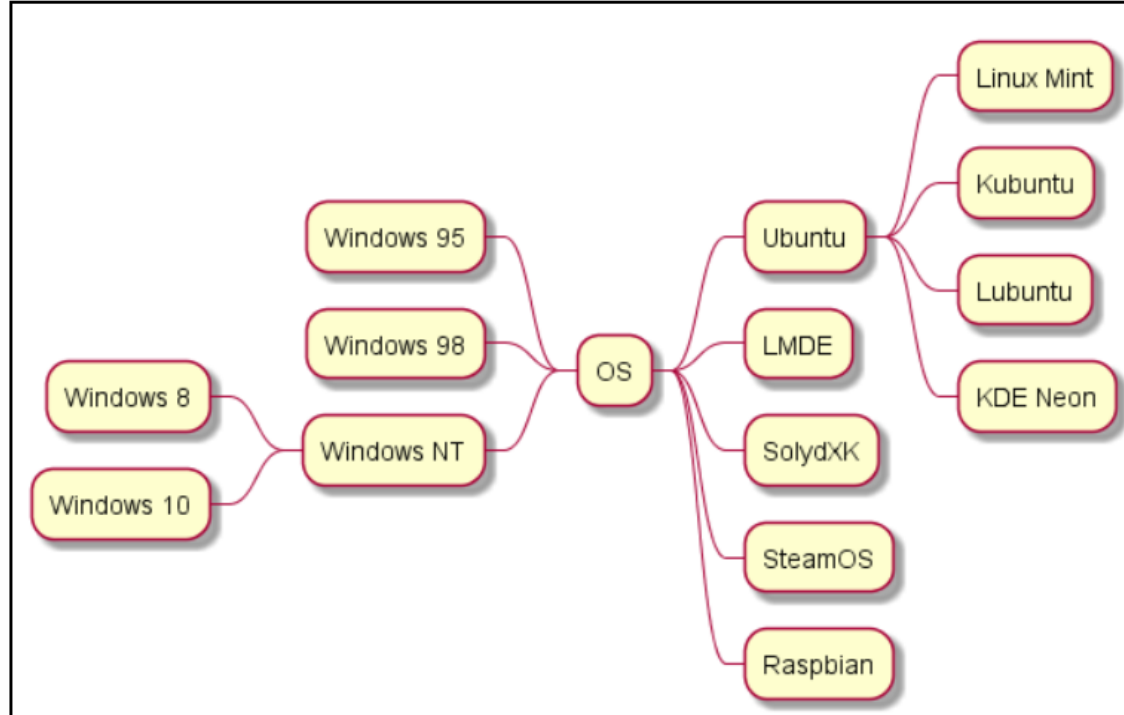 Linux Mint
Kubuntu
Windows 95
Ubuntu
Lubuntu
Windows 98
OS
LMDE
Windows 8
KDE Neon
Windows NT
SolydXK
Windows 10
SteamOS
Raspbian